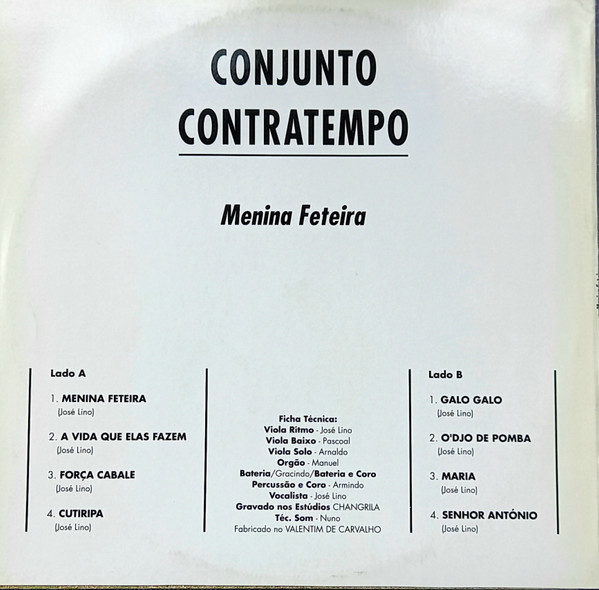 CONJUNTO
CONTRATEMPO
Menina Feteira
Lado A
1. MENINA FETEIRA
(José Lino)
2. A VIDA QUE ELAS FAZEM
(José Lino)
3. FORÇA CABALE
(José Lino)
4. CUTIRIPA
(José Lino)
Ficha Técnica:
Viola Ritmo - José Lino
Viola Baixo - Pascoal
Viola Solo - Arnaldo
Orgão - Manuel
Bateria/Gracindo/Bateria e Coro
Percussão e Coro - Armindo
Vocalista - José Lino
Gravado nos Estúdios CHANGRILA
Téc. Som - Nuno
Fabricado no VALENTIM DE CARVALHO
Lado B
1. GALO GALO
(José Lino)
2. O'DJO DE POMBA
(José Lino)
3. MARIA
(José Lino)
4. SENHOR ANTÓNIO
(José Lino)